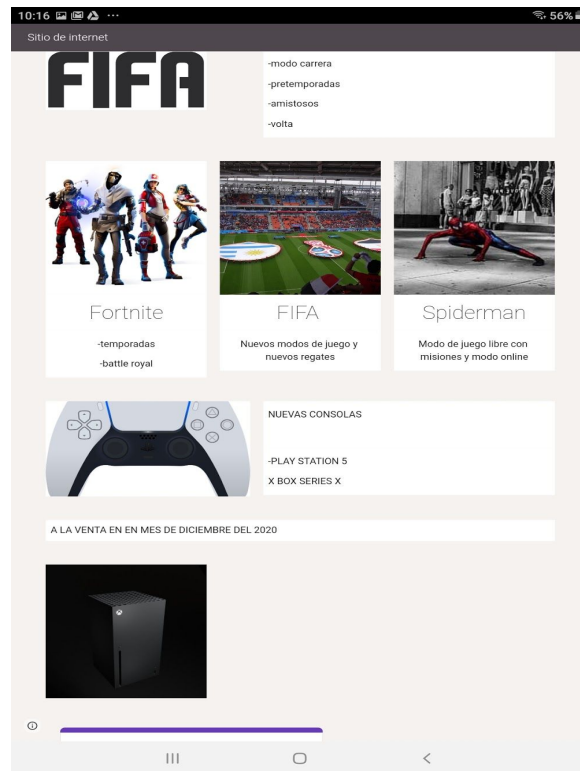 10:16
56%
Sitio de internet
FIFA
-modo carrera
-pretemporadas
-amistosos
-volta
Fortnite
-temporadas
-battle royal
FIFA
Nuevos modos de juego y
nuevos regates
Spiderman
Modo de juego libre con
misiones y modo online
NUEVAS CONSOLAS
-PLAY STATION 5
X BOX SERIES X
A LA VENTA EN EN MES DE DICIEMBRE DEL 2020